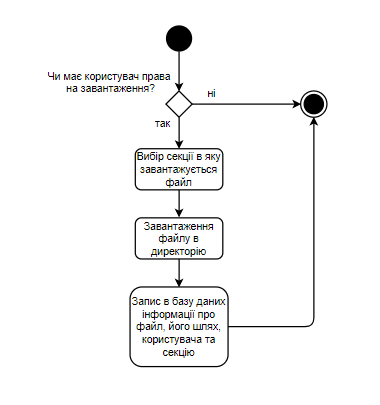 Чи має користувач права
на завантаження?
ні
так
Вибір секції в яку
завантажується
файл
Завантаження
файлу в
директорію
Запис в базу даних
інформації про
файл, його шлях,
користувача та
секцію